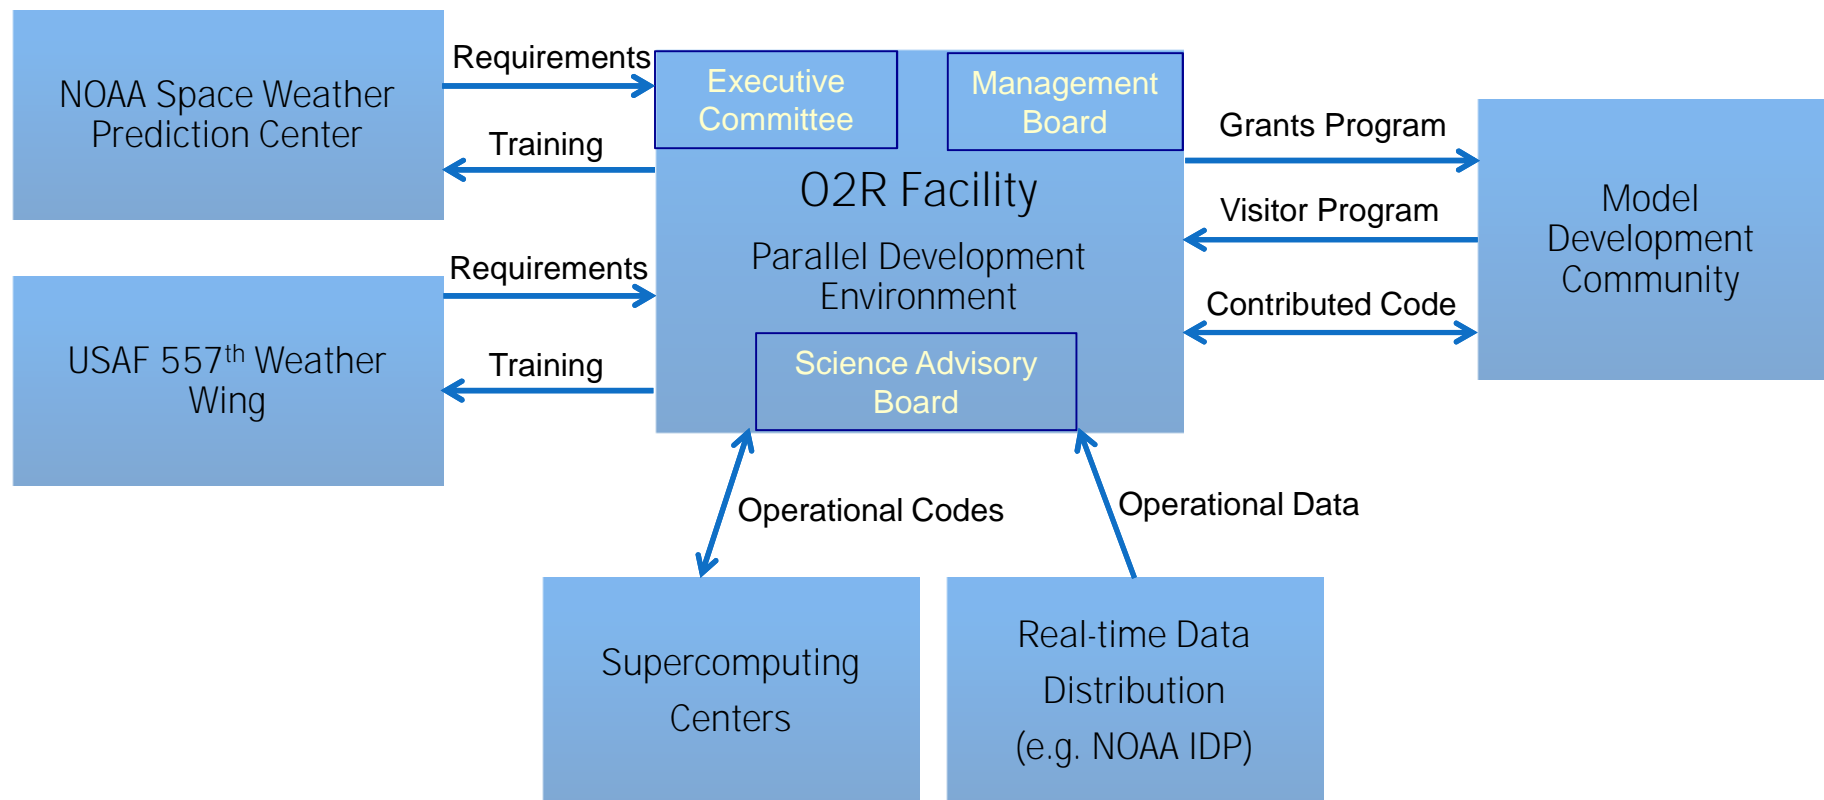 NOAA Space Weather
Prediction Center
Requirements
Training
USAF 557th Weather
Wing
Requirements
Training
Executive
Committee
Management
Board
O2R Facility
Parallel Development
Environment
Science Advisory
Board
Grants Program
Visitor Program
Contributed Code
Model
Development
Community
Operational Codes
Operational Data
Supercomputing
Centers
Real-time Data
Distribution
(e.g. NOAA IDP)